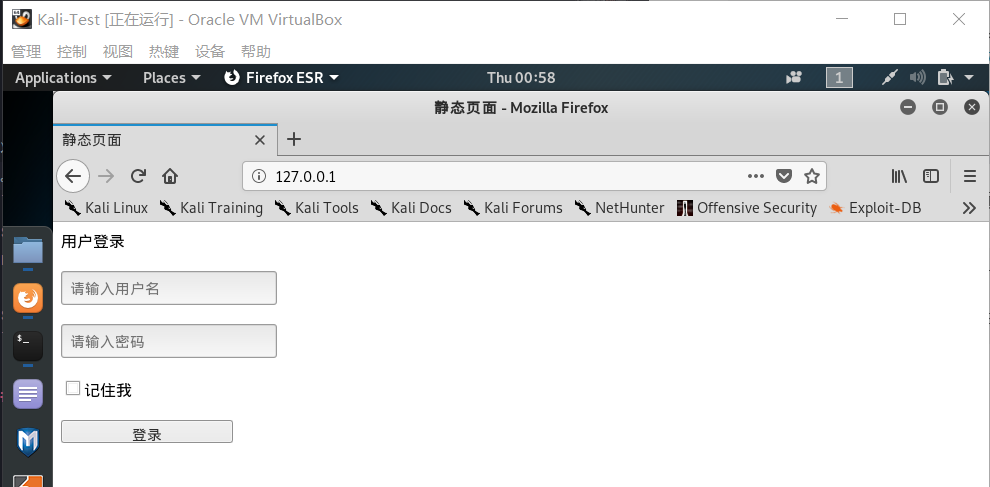 Kali-Test [正在运行] - Oracle VM VirtualBox
管理 控制 视图 热键 设备 帮助
Applications Places Firefox ESR Thu 00:58 1
静态页面 - Mozilla Firefox
静态页面
127.0.0.1
Kali Linux Kali Training Kali Tools Kali Docs Kali Forums NetHunter Offensive Security Exploit-DB
用户登录
请输入用户名
请输入密码
记住我
登录